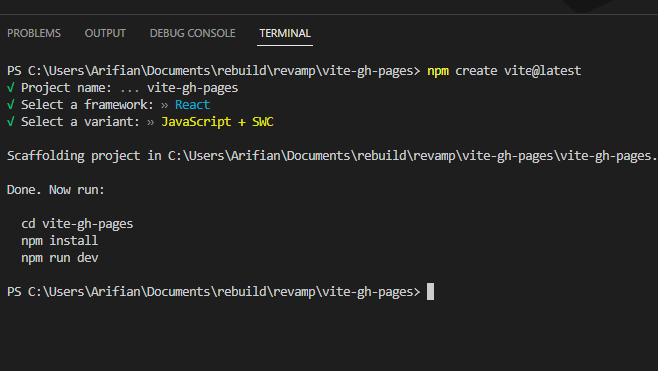 PROBLEMS OUTPUT DEBUG CONSOLE TERMINAL
PS C:\Users\Arifian\Documents\rebuild\revamp\vite-gh-pages> npm create vite@latest
√ Project name: ... vite-gh-pages
√ Select a framework: » React
√ Select a variant: » JavaScript + SWC
Scaffolding project in C:\Users\Arifian\Documents\rebuild\revamp\vite-gh-pages\vite-gh-pages.
Done. Now run:
cd vite-gh-pages
npm install
npm run dev
PS C:\Users\Arifian\Documents\rebuild\revamp\vite-gh-pages>